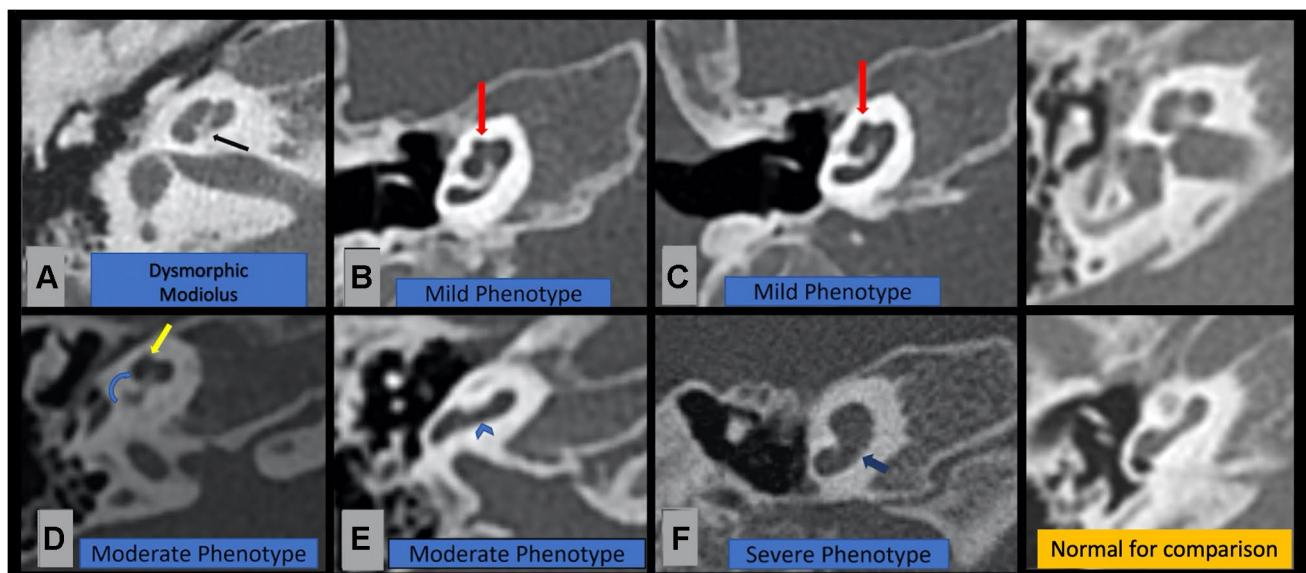 A
Dysmorphic
Modiolus
B
Mild Phenotype
C
Mild Phenotype
D
Moderate Phenotype
E
Moderate Phenotype
F
Severe Phenotype
Normal for comparison